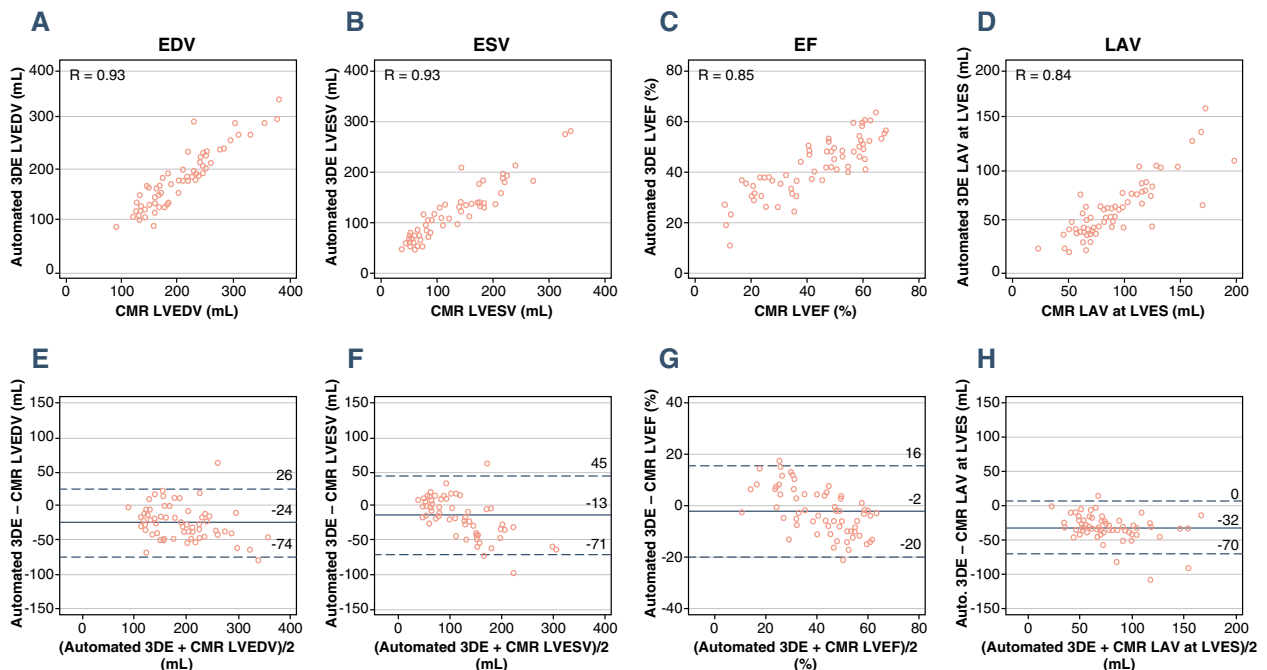 A
EDV
Automated 3DE LVEDV (mL)
R = 0.93
400
300
200
100
0
0 100 200 300 400
CMR LVEDV (mL)
B
ESV
Automated 3DE LVESV (mL)
R = 0.93
400
300
200
100
0
0 100 200 300 400
CMR LVESV (mL)
C
EF
Automated 3DE LVEF (%)
R = 0.85
80
60
40
20
0
0 20 40 60 80
CMR LVEF (%)
D
LAV
Automated 3DE LAV at LVES (mL)
R = 0.84
200
150
100
50
0
0 50 100 150 200
CMR LAV at LVES (mL)
E
Automated 3DE – CMR LVEDV (mL)
150
100
50
0
-50
-100
-150
26
-24
-74
0 100 200 300 400
(Automated 3DE + CMR LVEDV)/2
(mL)
F
Automated 3DE – CMR LVESV (mL)
150
100
50
0
-50
-100
-150
45
-13
-71
0 100 200 300 400
(Automated 3DE + CMR LVESV)/2
(mL)
G
Automated 3DE – CMR LVEF (%)
40
20
0
-20
-40
16
-2
-20
0 20 40 60 80
(Automated 3DE + CMR LVEF)/2
(%)
H
Auto. 3DE – CMR LAV at LVES (mL)
150
100
50
0
-50
-100
-150
0
-32
-70
0 50 100 150 200
(Automated 3DE + CMR LAV at LVES)/2
(mL)